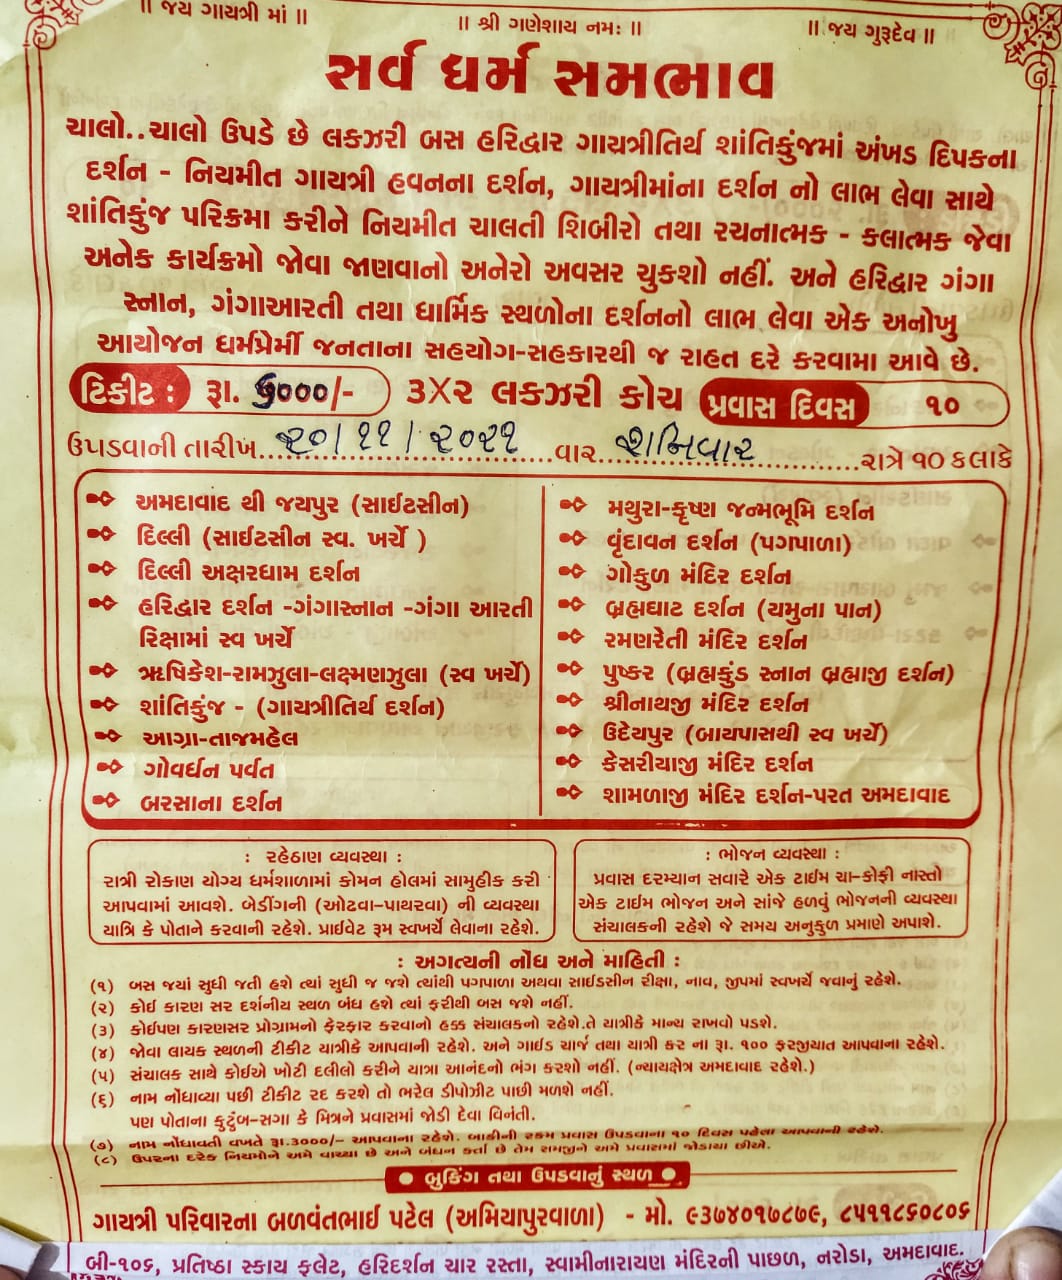 ॥ જય ગાયત્રી માં ॥
॥ શ્રી ગણેશાય નમઃ ॥
॥ જય ગુરૂદેવ ॥
સર્વ ધર્મ સમભાવ
ચાલો..ચાલો ઉપડે છે લકઝરી બસ હરિદ્વાર ગાયત્રીતિર્થ શાંતિકુંજમાં અંખડ દિપકના
દર્શન - નિયમીત ગાયત્રી હવનના દર્શન, ગાયત્રીમાંના દર્શન નો લાભ લેવા સાથે
શાંતિકુંજ પરિક્રમા કરીને નિયમીત ચાલતી શિબીરો તથા રચનાત્મક - કલાત્મક જેવા
અનેક કાર્યક્રમો જોવા જાણવાનો અનેરો અવસર ચુકશો નહીં. અને હરિદ્વાર ગંગા
સ્નાન, ગંગાઆરતી તથા ધાર્મિક સ્થળોના દર્શનનો લાભ લેવા એક અનોખુ
આયોજન ધર્મપ્રેર્મી જનતાના સહયોગ-સહકારથી જ રાહત દરે કરવામા આવે છે.
ટિકીટ : રૂા. ૬૦૦૦/- ૩X૨ લકઝરી કોચ પ્રવાસ દિવસ ૧૦
ઉપડવાની તારીખ ૨૦/૧૧/૨૦૨૧ વાર શનિવાર રાત્રે ૧૦ કલાકે
અમદાવાદ થી જયપુર (સાઈટસીન)
દિલ્લી (સાઈટસીન સ્વ. ખર્ચે )
દિલ્લી અક્ષરધામ દર્શન
હરિદ્વાર દર્શન -ગંગાસ્નાન -ગંગા આરતી
રિક્ષામાં સ્વ ખર્ચે
ઋષિકેશ-રામઝુલા-લક્ષ્મણઝુલા (સ્વ ખર્ચે)
શાંતિકુંજ - (ગાયત્રીતિર્થ દર્શન)
આગ્રા-તાજમહેલ
ગોવર્ધન પર્વત
બરસાના દર્શન
મથુરા-કૃષ્ણ જન્મભૂમિ દર્શન
વૃંદાવન દર્શન (પગપાળા)
ગોકુળ મંદિર દર્શન
બ્રહ્મઘાટ દર્શન (યમુના પાન)
રમણરેતી મંદિર દર્શન
પુષ્કર (બ્રહ્મકુંડ સ્નાન બ્રહ્માજી દર્શન)
શ્રીનાથજી મંદિર દર્શન
ઉદેયપુર (બાયપાસથી સ્વ ખર્ચે)
કેસરીયાજી મંદિર દર્શન
શામળાજી મંદિર દર્શન-પરત અમદાવાદ
: રહેઠાણ વ્યવસ્થા :
રાત્રી રોકાણ યોગ્ય ધર્મશાળામાં કોમન હોલમાં સામુહીક કરી
આપવામાં આવશે. બેડીંગની (ઓઢવા-પાથરવા) ની વ્યવસ્થા
યાત્રિ કે પોતાને કરવાની રહેશે. પ્રાઈવેટ રૂમ સ્વખર્ચે લેવાના રહેશે.
: ભોજન વ્યવસ્થા :
પ્રવાસ દરમ્યાન સવારે એક ટાઈમ ચા-કોફી નાસ્તો
એક ટાઈમ ભોજન અને સાંજે હળવું ભોજનની વ્યવસ્થા
સંચાલકની રહેશે જે સમય અનુકુળ પ્રમાણે અપાશે.
: અગત્યની નોંધ અને માહિતી :
(૧) બસ જયાં સુધી જતી હશે ત્યાં સુધી જ જશે ત્યાંથી પગપાળા અથવા સાઈડસીન રીક્ષા, નાવ, જીપમાં સ્વખર્ચે જવાનું રહેશે.
(૨) કોઈ કારણ સર દર્શનીય સ્થળ બંધ હશે ત્યાં ફરીથી બસ જશે નહીં.
(૩) કોઈપણ કારણસર પ્રોગ્રામનો ફેરફાર કરવાનો હક્ક સંચાલકનો રહેશે.તે યાત્રીકે માન્ય રાખવો પડશે.
(૪) જોવા લાયક સ્થળની ટીકીટ યાત્રીકે આપવાની રહેશે. અને ગાઈડ ચાર્જ તથા યાત્રી કર ના રૂા. ૧૦૦ ફરજીયાત આપવાના રહેશે.
(૫) સંચાલક સાથે કોઈએ ખોટી દલીલો કરીને યાત્રા આનંદનો ભંગ કરશો નહીં. (ન્યાયક્ષેત્ર અમદાવાદ રહેશે.)
(૬) નામ નોંધાવ્યા પછી ટીકીટ રદ કરશે તો ભરેલ ડીપોઝીટ પાછી મળશે નહીં.
પણ પોતાના કુટુંબ-સગા કે મિત્રને પ્રવાસમાં જોડી દેવા વિનંતી.
(૭) નામ નોંધાવતી વખતે રૂા.૩૦૦૦/- આપવાના રહેશે. બાકીની રકમ પ્રવાસ ઉપડવાના ૧૦ દિવસ પહેલા આપવાની રહેશે.
(૮) ઉપરના દરેક નિયમોને અમે વાચ્યા છે અને બંધન કર્તા છે તેમ સમજીને અમે પ્રવાસમાં જોડાયા છીએ.
બુકિંગ તથા ઉપડવાનું સ્થળ
ગાયત્રી પરિવારના બળવંતભાઈ પટેલ (અમિયાપુરવાળા) - મો. ૯૩૭૪૦૧૭૮૭૯, ૮૫૧૧૮૬૦૮૦૬
બી-૧૦૬, પ્રતિષ્ઠા સ્કાય ફલેટ, હરિદર્શન ચાર રસ્તા, સ્વામીનારાયણ મંદિરની પાછળ, નરોડા, અમદાવાદ.